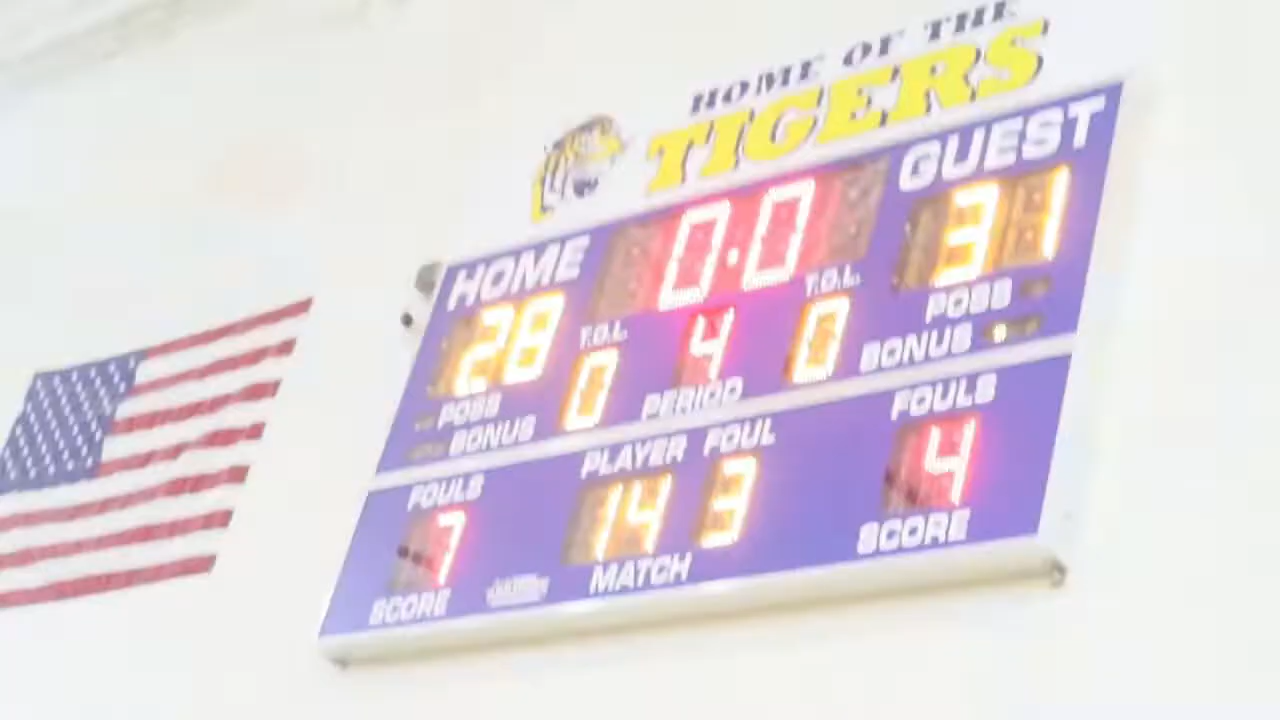 HOME OF THE
TIGERS
HOME 0.0 GUEST
28 T.O.L. T.O.L. 31
0 4 0
POSS PERIOD POSS
BONUS BONUS
FOULS PLAYER FOUL FOULS
7 14 3 4
SCORE MATCH SCORE